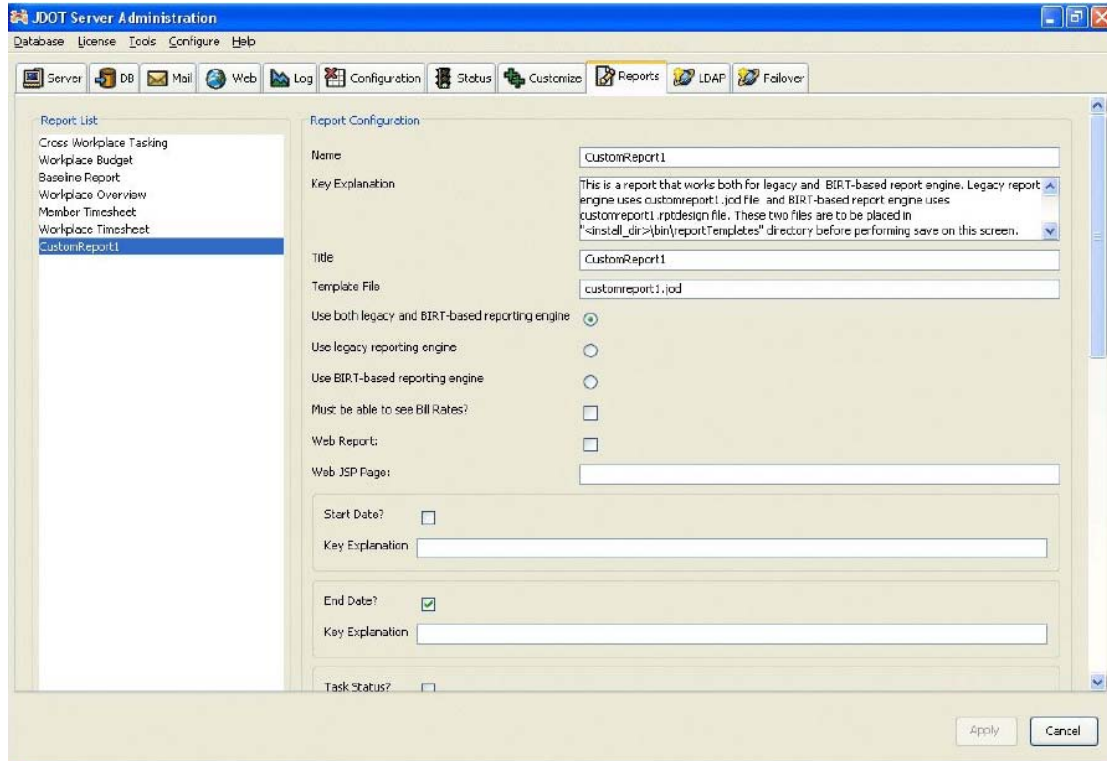 JDOT Server Administration
Database License Tools Configure Help
Server DB Mail Web Log Configuration Status Customize Reports LDAP Failover
Report List
Cross Workplace Tasking
Workplace Budget
Baseline Report
Workplace Overview
Member Timesheet
Workplace Timesheet
CustomReport1
Report Configuration
Name CustomReport1
Key Explanation
This is a report that works both for legacy and BIRT-based report engine. Legacy report
engine uses customreport1.jod file and BIRT-based report engine uses
customreport1.rptdesign file. These two files are to be placed in
"<install_dir>\bin\reportTemplates" directory before performing save on this screen.
Title CustomReport1
Template File customreport1.jod
Use both legacy and BIRT-based reporting engine
Use legacy reporting engine
Use BIRT-based reporting engine
Must be able to see Bill Rates?
Web Report:
Web JSP Page:
Start Date?
Key Explanation
End Date?
Key Explanation
Task Status?
Apply Cancel